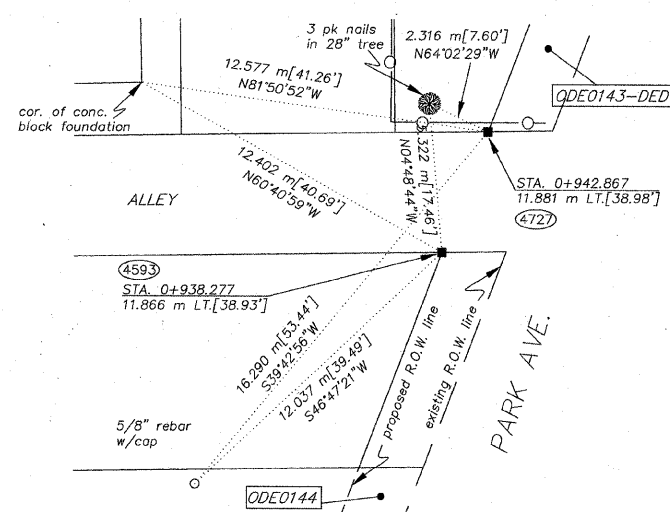 3 pk nails
in 28" tree
2.316 m[7.60']
N64°02'29"W
12.577 m[41.26']
N81°50'52"W
ODE0143-DED
cor. of conc.
block foundation
12.402 m[40.69']
N60°40'59"W
5.322 m[17.46']
N04°48'44"W
ALLEY
STA. 0+942.867
11.881 m LT.[38.98']
4727
4593
STA. 0+938.277
11.866 m LT.[38.93']
16.290 m[53.44']
S39°42'56"W
12.037 m[39.49']
S46°47'21"W
proposed R.O.W. line
existing R.O.W. line
PARK AVE.
5/8" rebar
w/cap
ODE0144